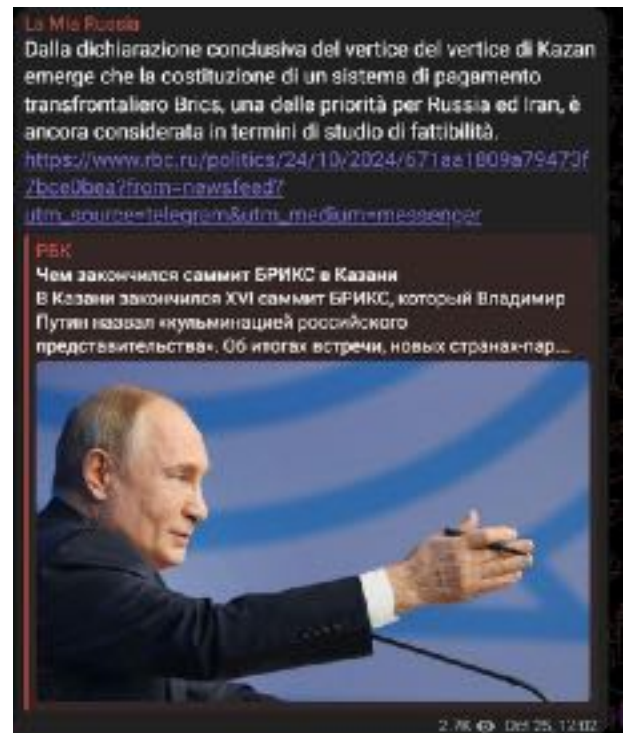 La Mia Russia
Dalla dichiarazione conclusiva del vertice del vertice di Kazan
emerge che la costituzione di un sistema di pagamento
transfrontaliero Brics, una delle priorità per Russia ed Iran, è
ancora considerata in termini di studio di fattibilità.
https://www.rbc.ru/politics/24/10/2024/671aa1809a79473f
/bce0bea?from=newsfeed?
utm_source=telegram&utm_medium=messenger
РБК
Чем закончился саммит БРИКС в Казани
В Казани закончился XVI саммит БРИКС, который Владимир
Путин назвал «кульминацией российского
представительства». Об итогах встречи, новых странах-пар...
2.7K Oct 25, 12:02